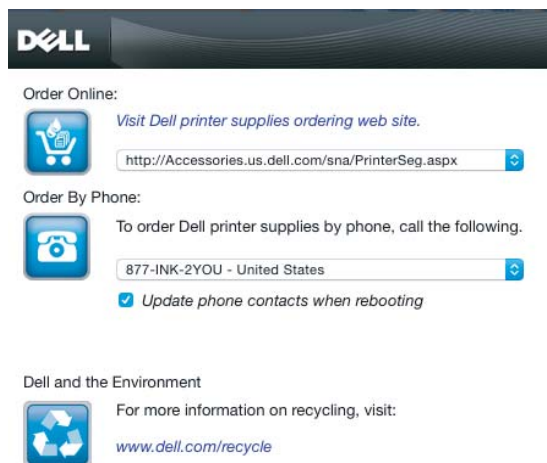 DELL
Order Online:
Visit Dell printer supplies ordering web site.
http://Accessories.us.dell.com/sna/PrinterSeg.aspx
Order By Phone:
To order Dell printer supplies by phone, call the following.
877-INK-2YOU - United States
Update phone contacts when rebooting
Dell and the Environment
For more information on recycling, visit:
www.dell.com/recycle